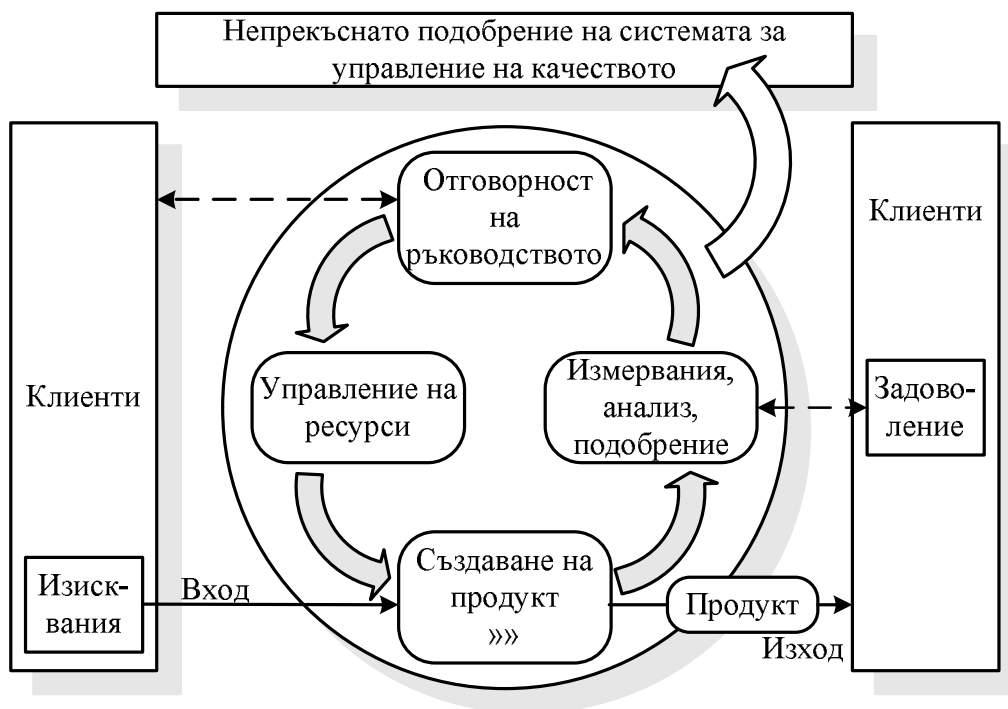 Непрекъснато подобрение на системата за
управление на качеството
Отговорност
на
ръководството
Клиенти
Клиенти
Управление на
ресурси
Измервания,
анализ,
подобрение
Задово-
ление
Изиск-
вания
Вход
Създаване на
продукт
»»
Продукт
Изход